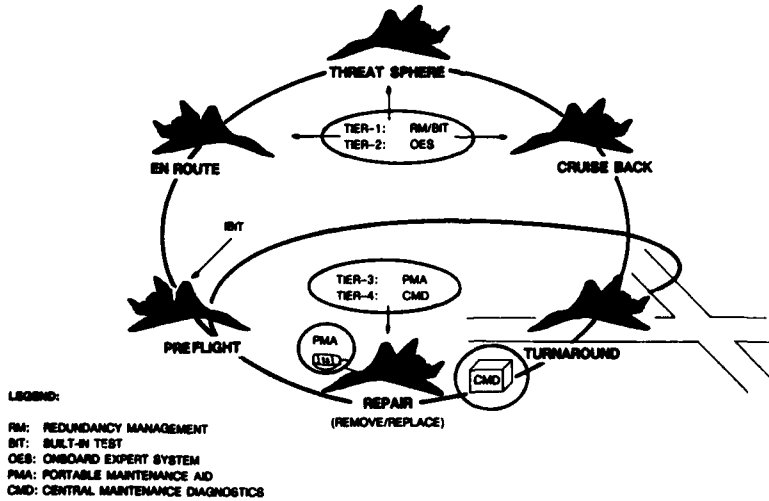 THREAT SPHERE
TIER-1: RM/BIT
TIER-2: OES
EN ROUTE
CRUISE BACK
IBIT
TIER-3: PMA
TIER-4: CMD
PREFLIGHT
PMA
TURNAROUND
CMD
REPAIR
(REMOVE/REPLACE)
LEGEND:
RM: REDUNDANCY MANAGEMENT
BIT: BUILT-IN TEST
OES: ONBOARD EXPERT SYSTEM
PMA: PORTABLE MAINTENANCE AID
CMD: CENTRAL MAINTENANCE DIAGNOSTICS